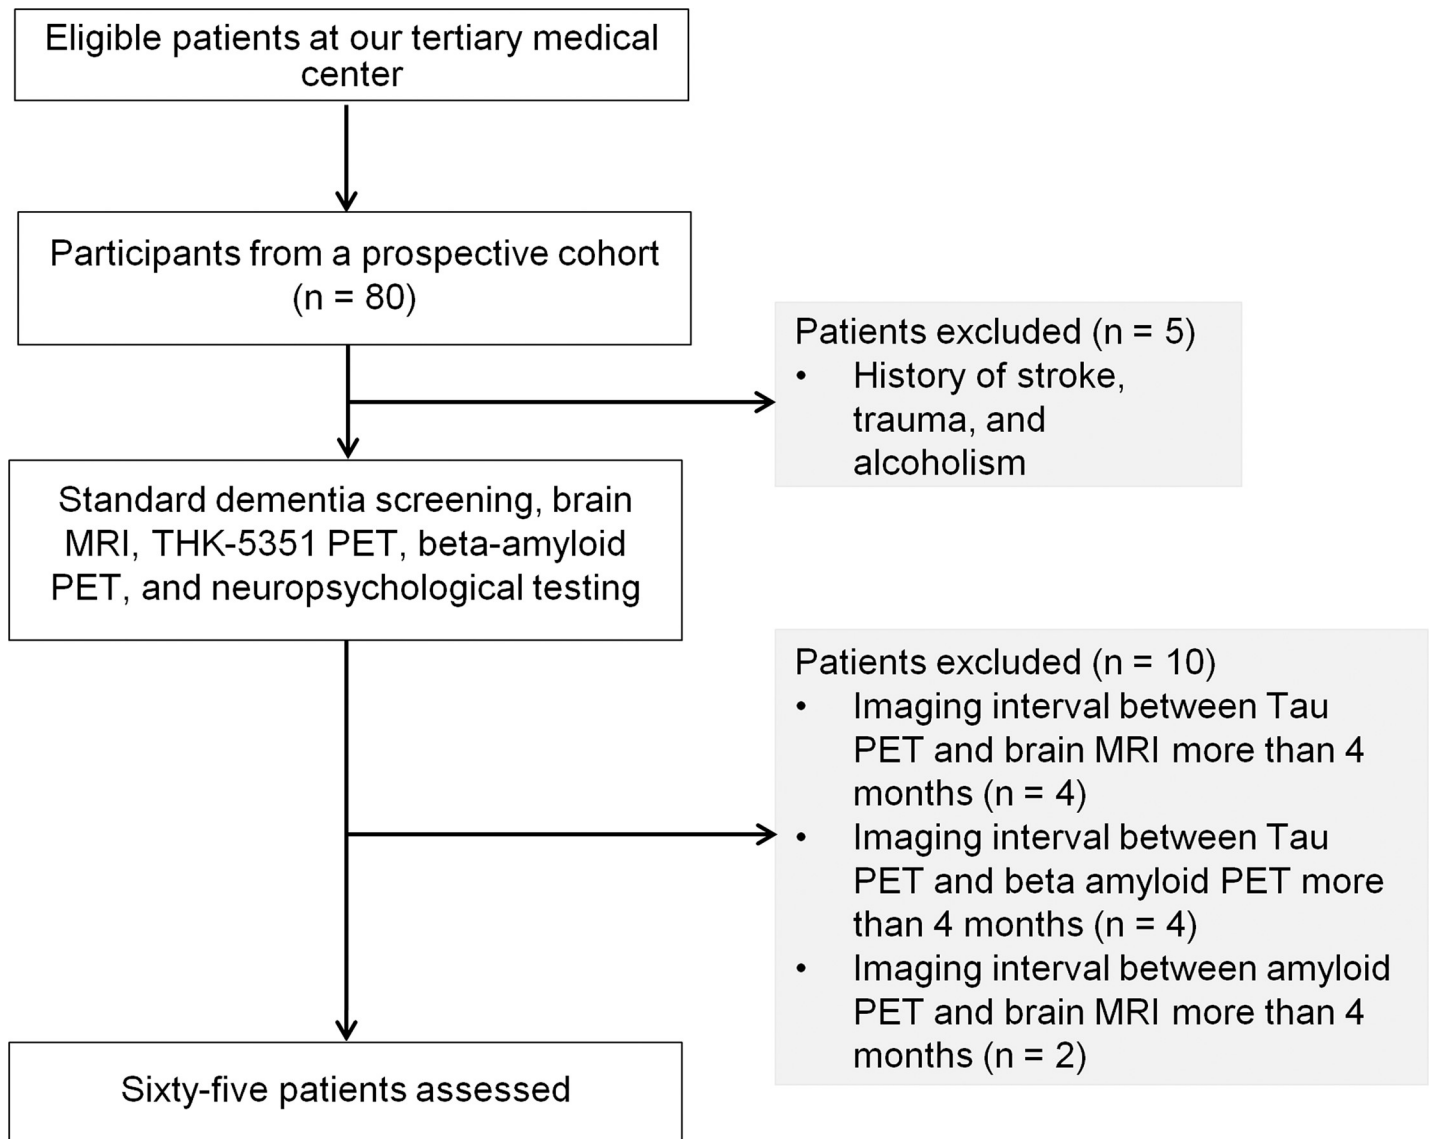 Eligible patients at our tertiary medical
center
Participants from a prospective cohort
(n = 80)
Patients excluded (n = 5)
• History of stroke,
trauma, and
alcoholism
Standard dementia screening, brain
MRI, THK-5351 PET, beta-amyloid
PET, and neuropsychological testing
Patients excluded (n = 10)
• Imaging interval between Tau
PET and brain MRI more than 4
months (n = 4)
• Imaging interval between Tau
PET and beta amyloid PET more
than 4 months (n = 4)
• Imaging interval between amyloid
PET and brain MRI more than 4
months (n = 2)
Sixty-five patients assessed